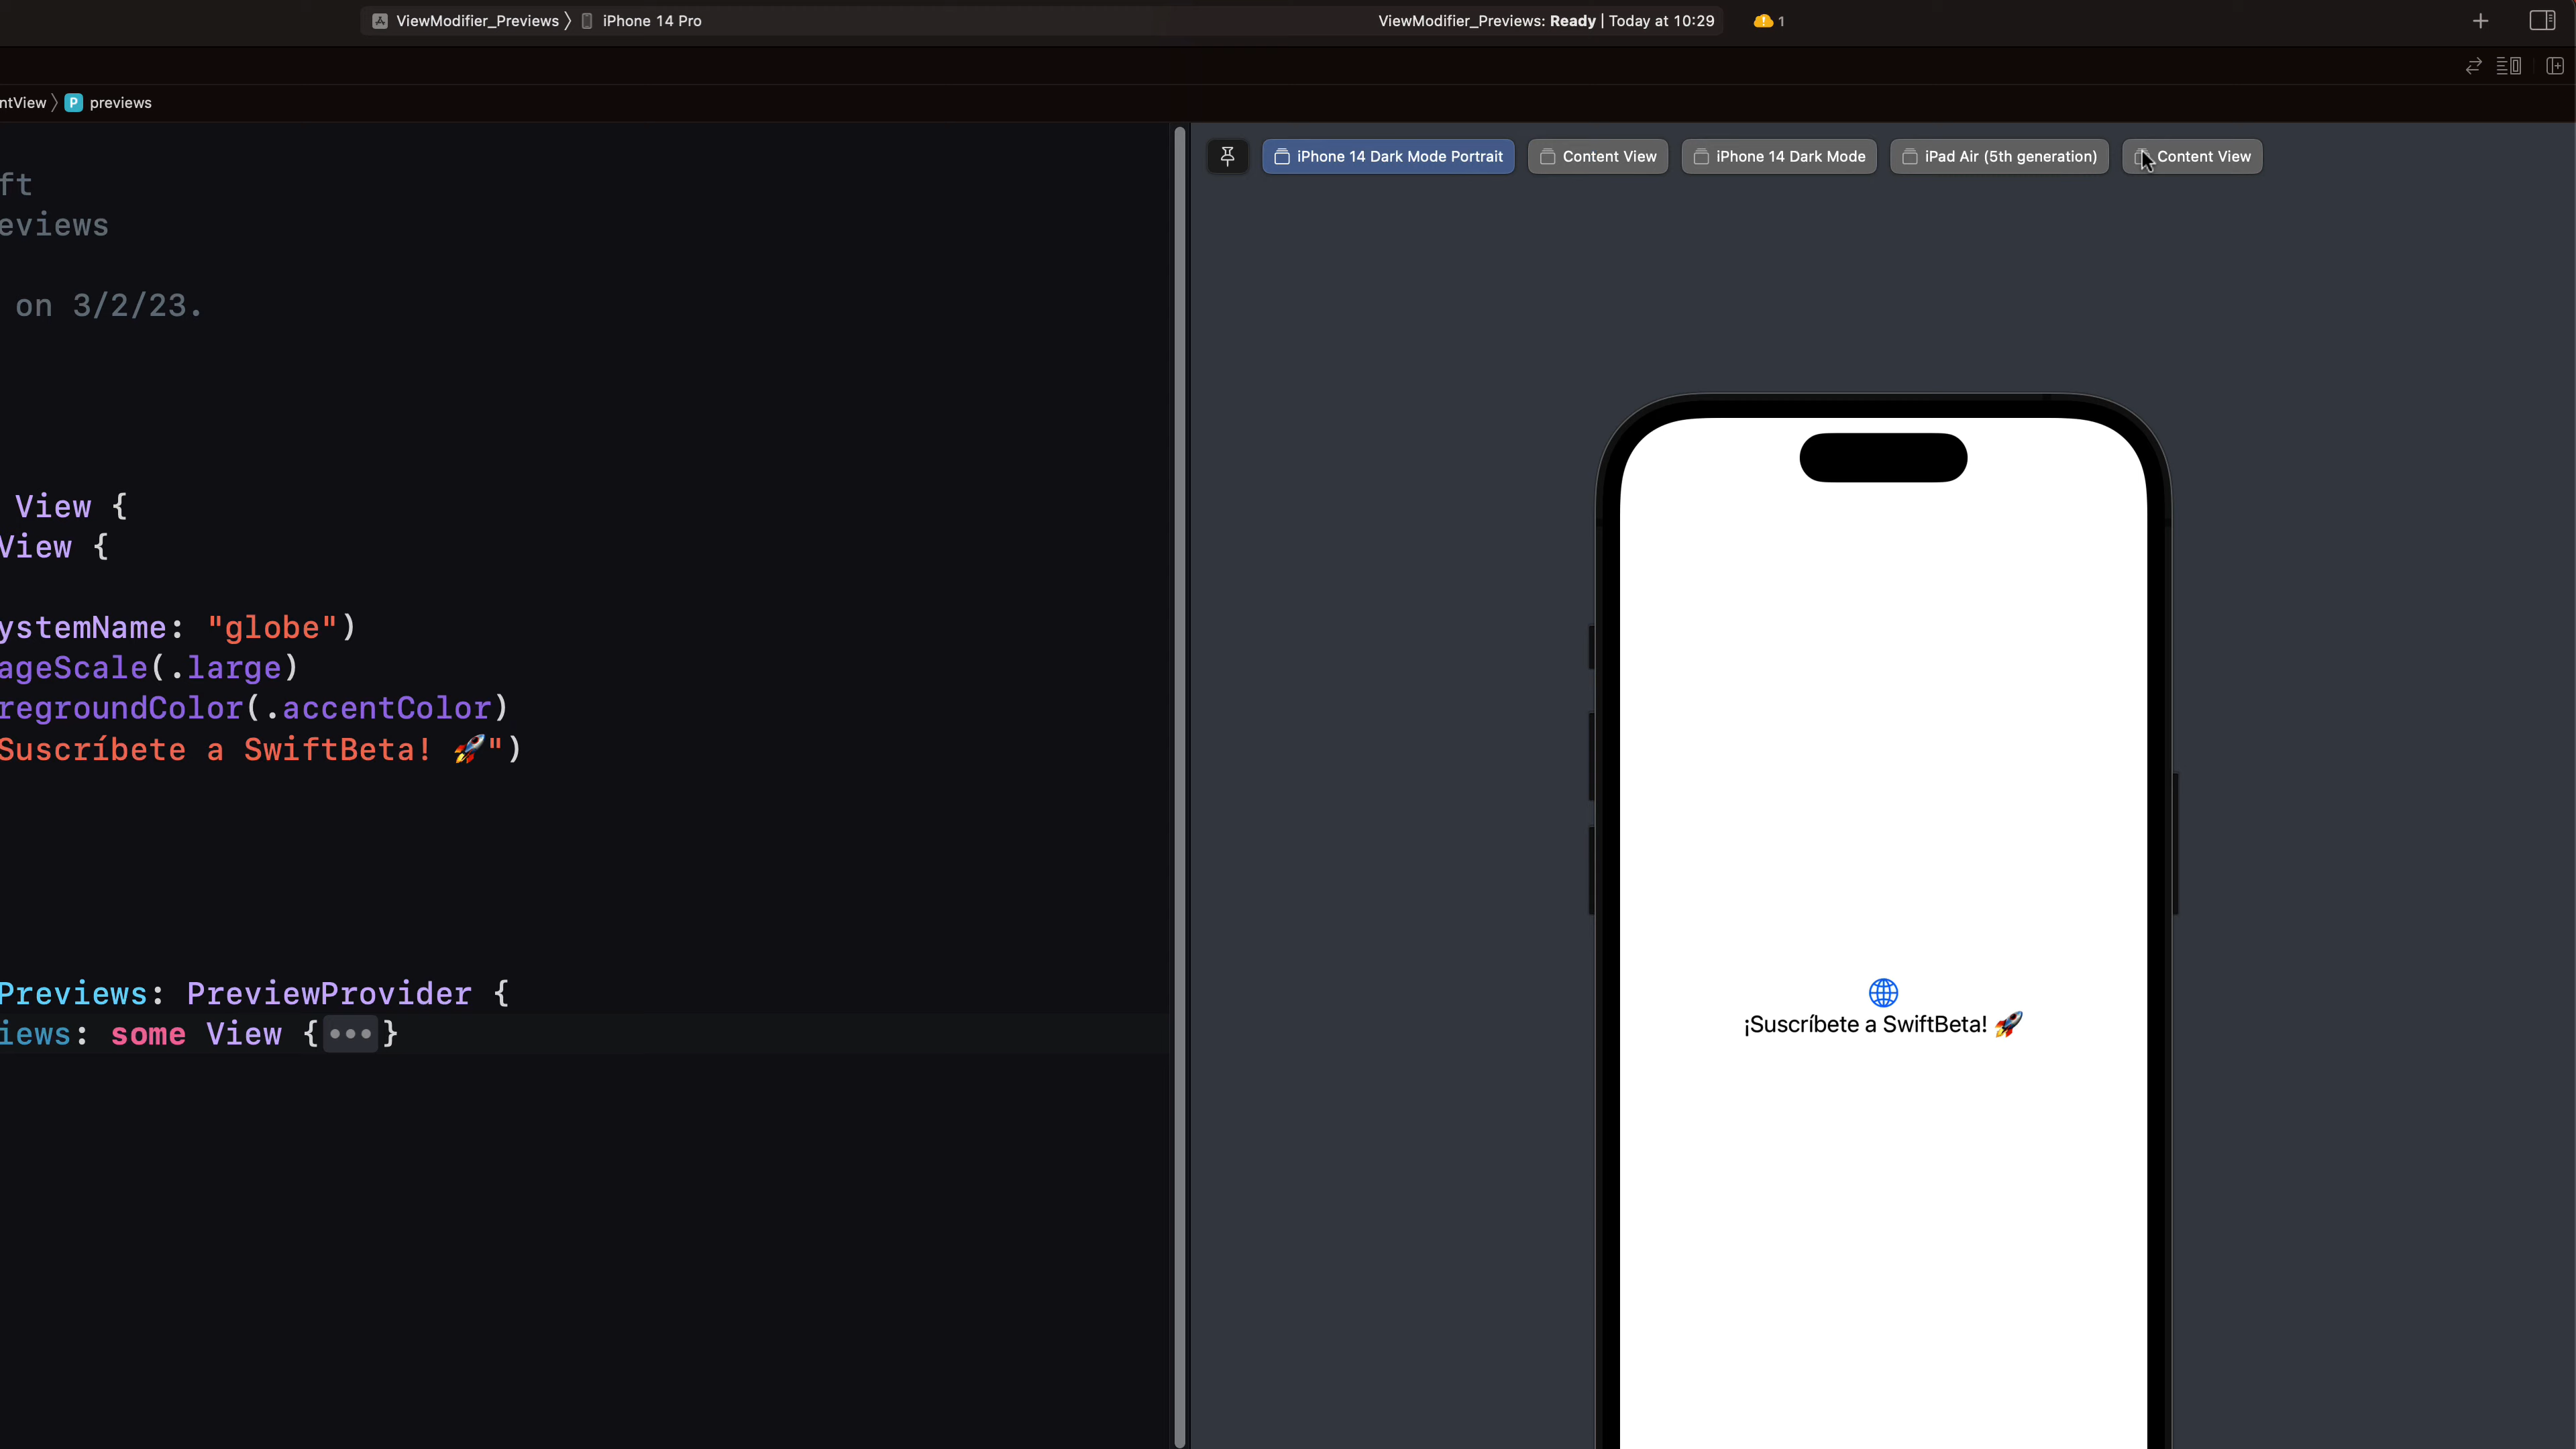 ViewModifier_Previews 〉 iPhone 14 Pro
ViewModifier_Previews: Ready | Today at 10:29
1
ntView 〉 P previews
iPhone 14 Dark Mode Portrait
Content View
iPhone 14 Dark Mode
iPad Air (5th generation)
Content View
ft
eviews
on 3/2/23.
View {
View {
ystemName: "globe")
ageScale(.large)
regroundColor(.accentColor)
Suscríbete a SwiftBeta! 🚀")
Previews: PreviewProvider {
iews: some View {•••}
¡Suscríbete a SwiftBeta! 🚀